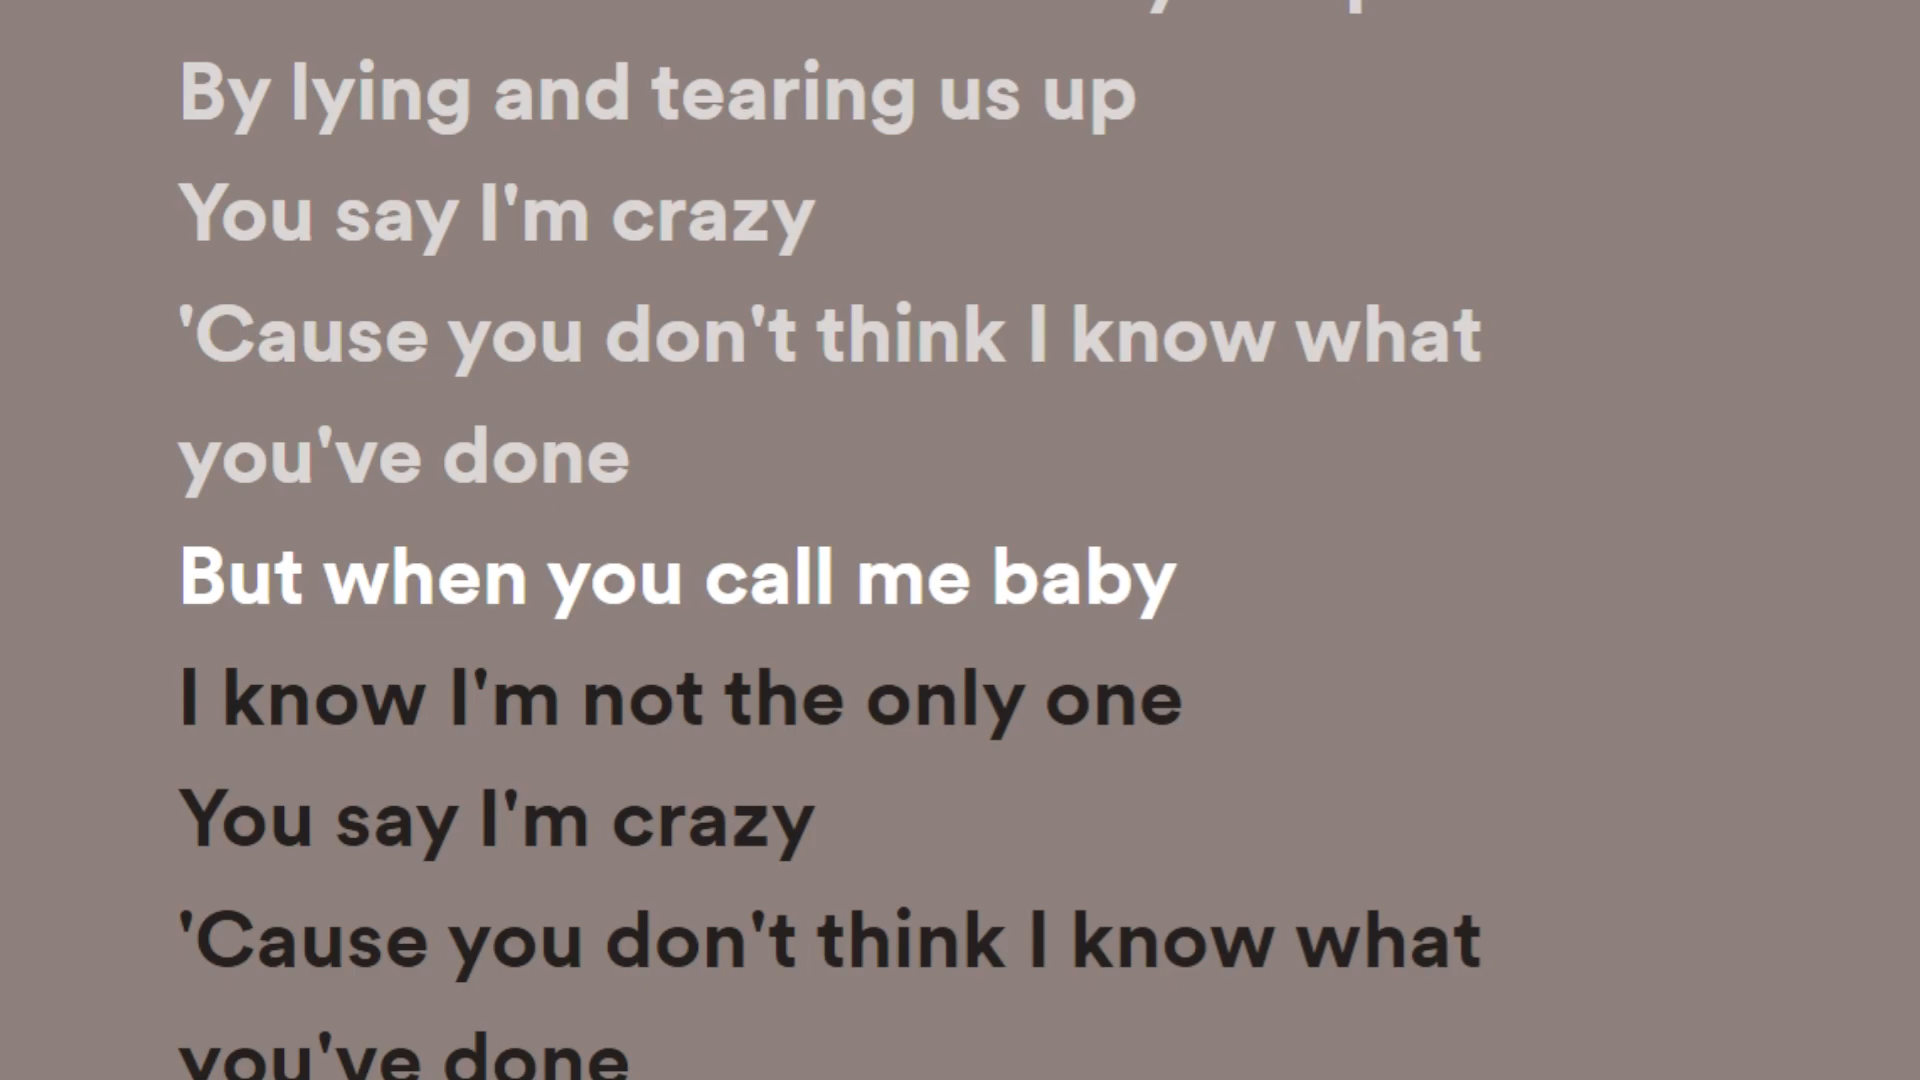 By lying and tearing us up
You say I'm crazy
'Cause you don't think I know what
you've done
But when you call me baby
I know I'm not the only one
You say I'm crazy
'Cause you don't think I know what
you've done